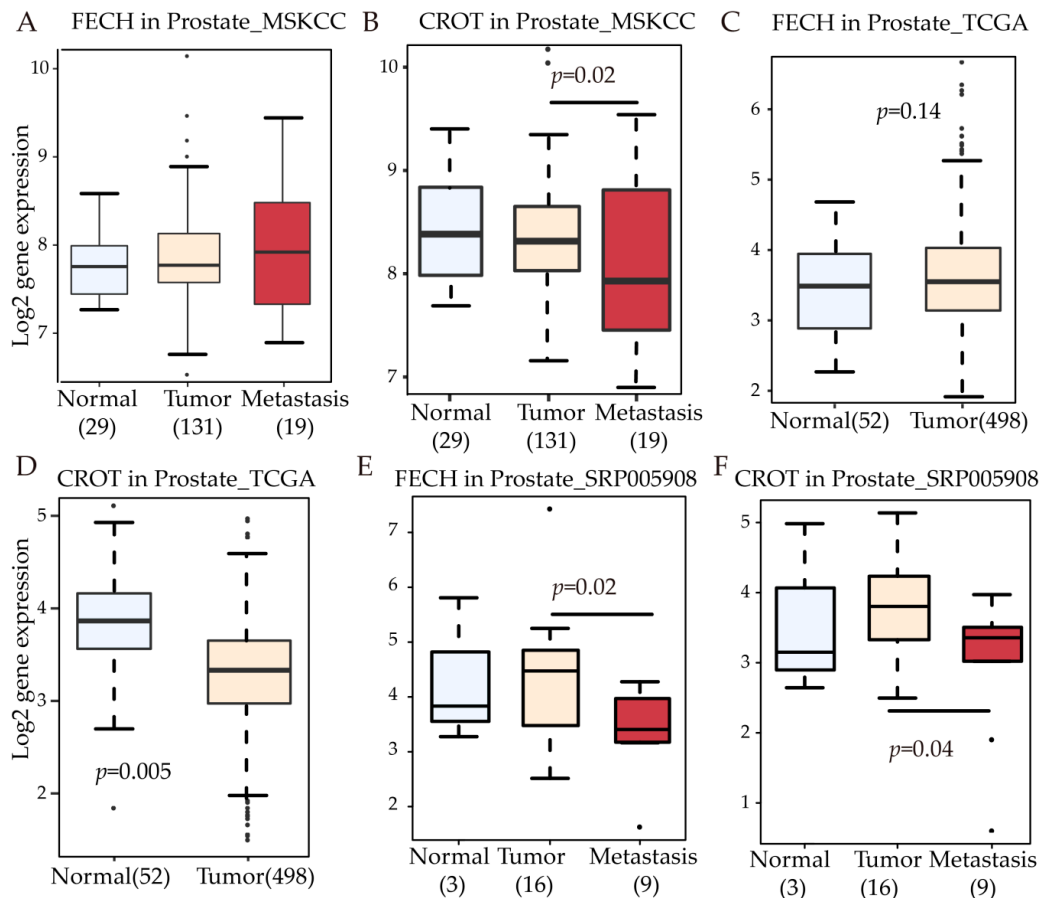 A FECH in Prostate_MSKCC
Log2 gene expression
10
9
8
7
Normal Tumor Metastasis
(29) (131) (19)
B CROT in Prostate_MSKCC
10
9
8
7
p=0.02
Normal Tumor Metastasis
(29) (131) (19)
C FECH in Prostate_TCGA
6
5
4
3
2
p=0.14
Normal(52) Tumor(498)
D CROT in Prostate_TCGA
Log2 gene expression
5
4
3
2
p=0.005
Normal(52) Tumor(498)
E FECH in Prostate_SRP005908
7
6
5
4
3
2
p=0.02
Normal Tumor Metastasis
(3) (16) (9)
F CROT in Prostate_SRP005908
5
4
3
2
1
p=0.04
Normal Tumor Metastasis
(3) (16) (9)